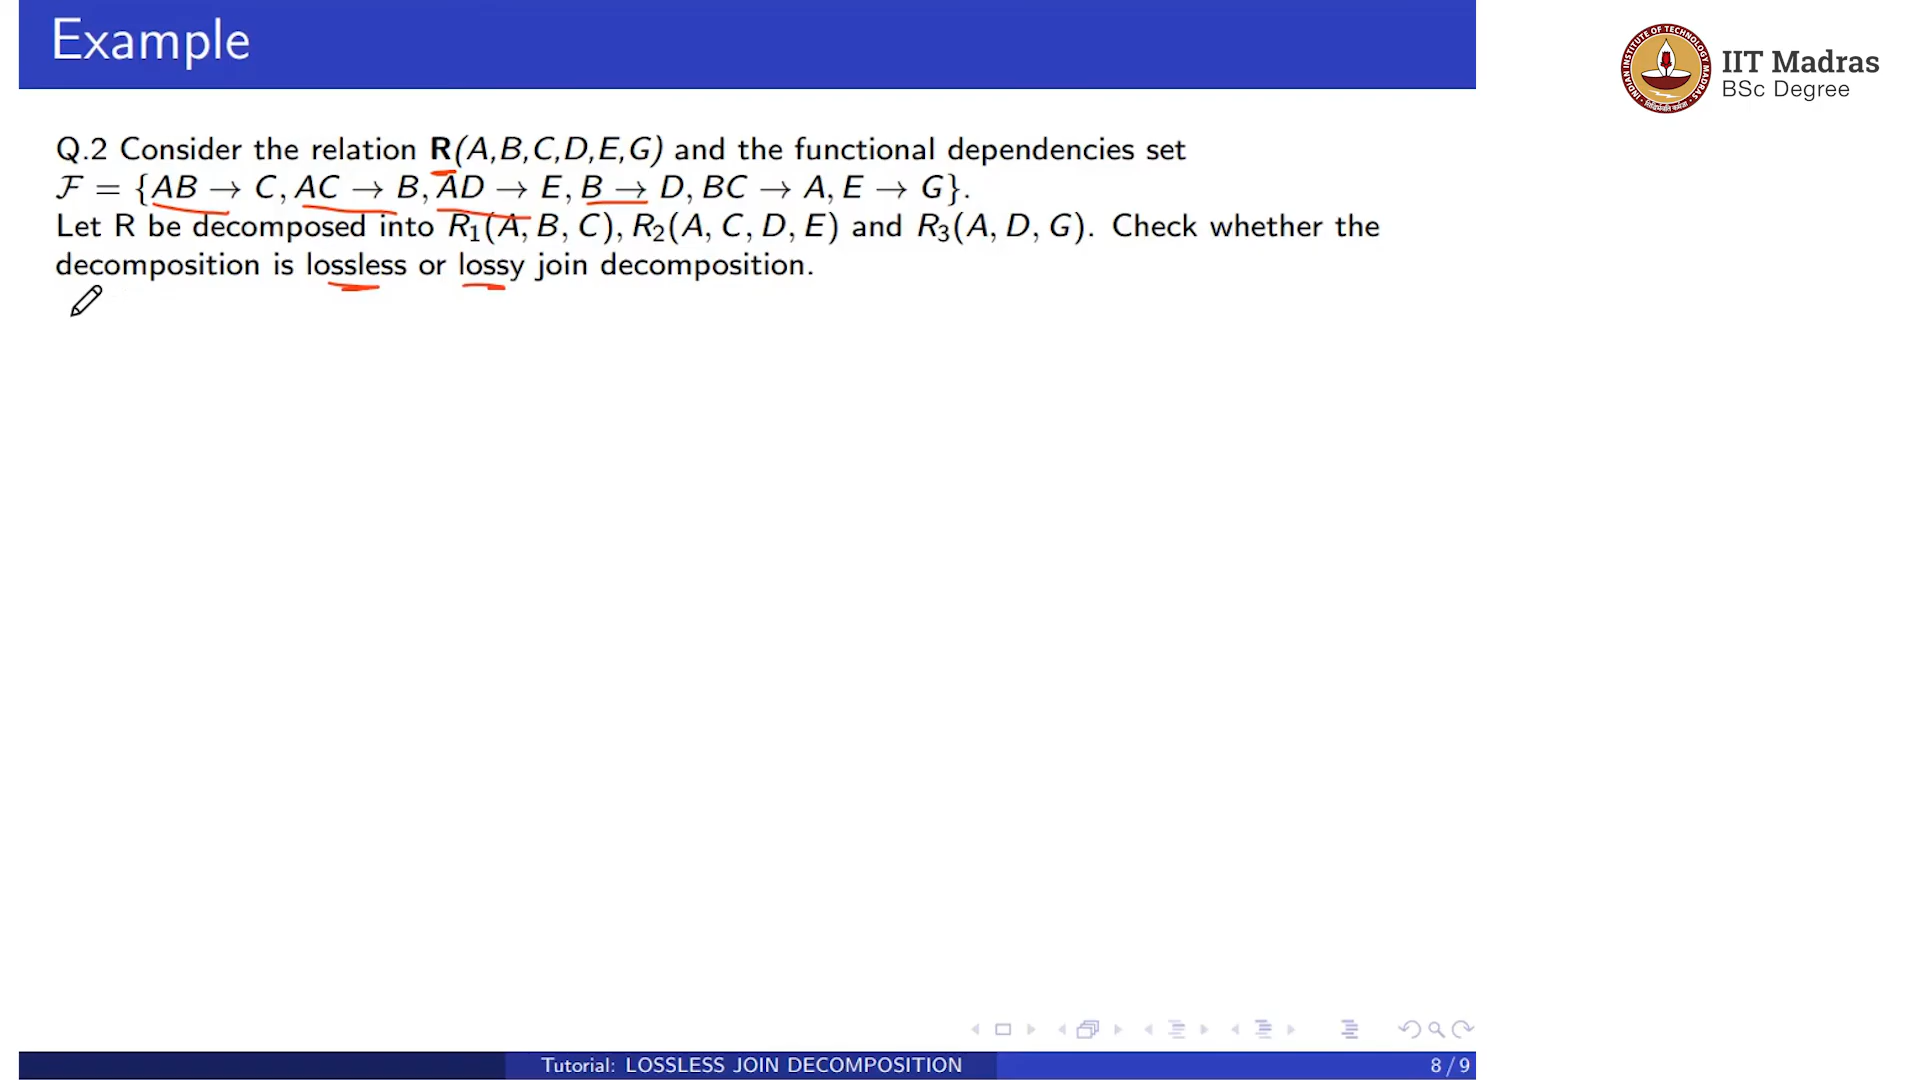 Example
IIT Madras
BSc Degree
Q.2 Consider the relation R(A,B,C,D,E,G) and the functional dependencies set
ℱ = {AB → C, AC → B, AD → E, B → D, BC → A, E → G}.
Let R be decomposed into R₁(A, B, C), R₂(A, C, D, E) and R₃(A, D, G). Check whether the
decomposition is lossless or lossy join decomposition.
Tutorial: LOSSLESS JOIN DECOMPOSITION
8 / 9